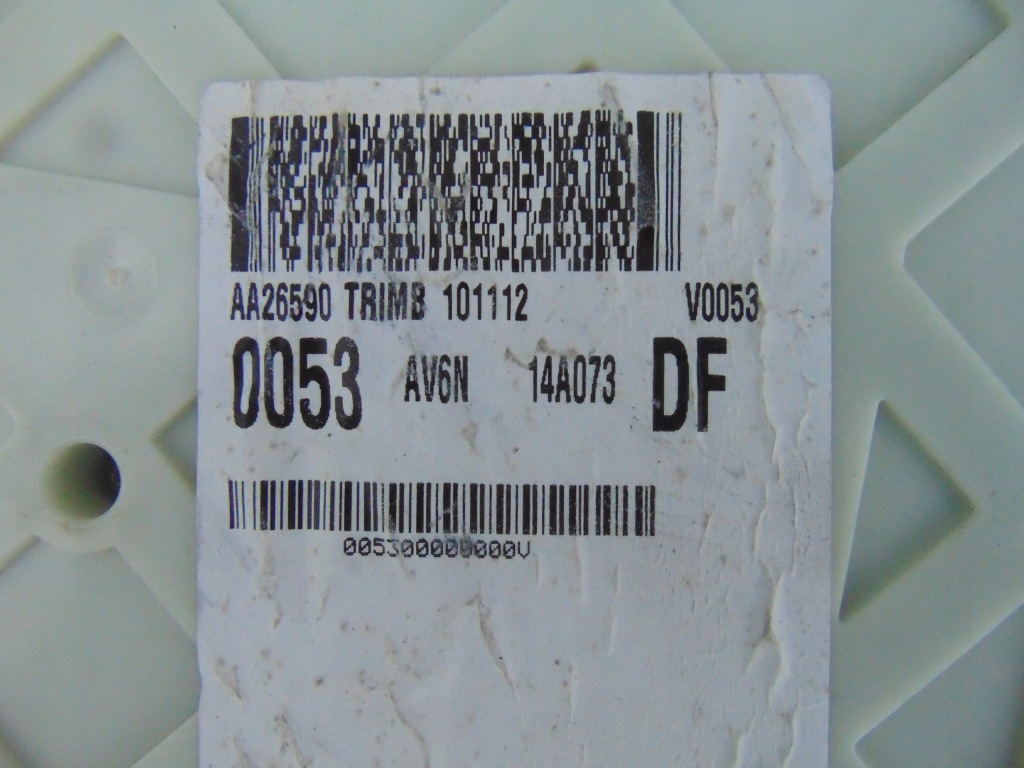 AA26590 TRIMB 101112 V0053
0053 AV6N 14A073 DF
005300000000V